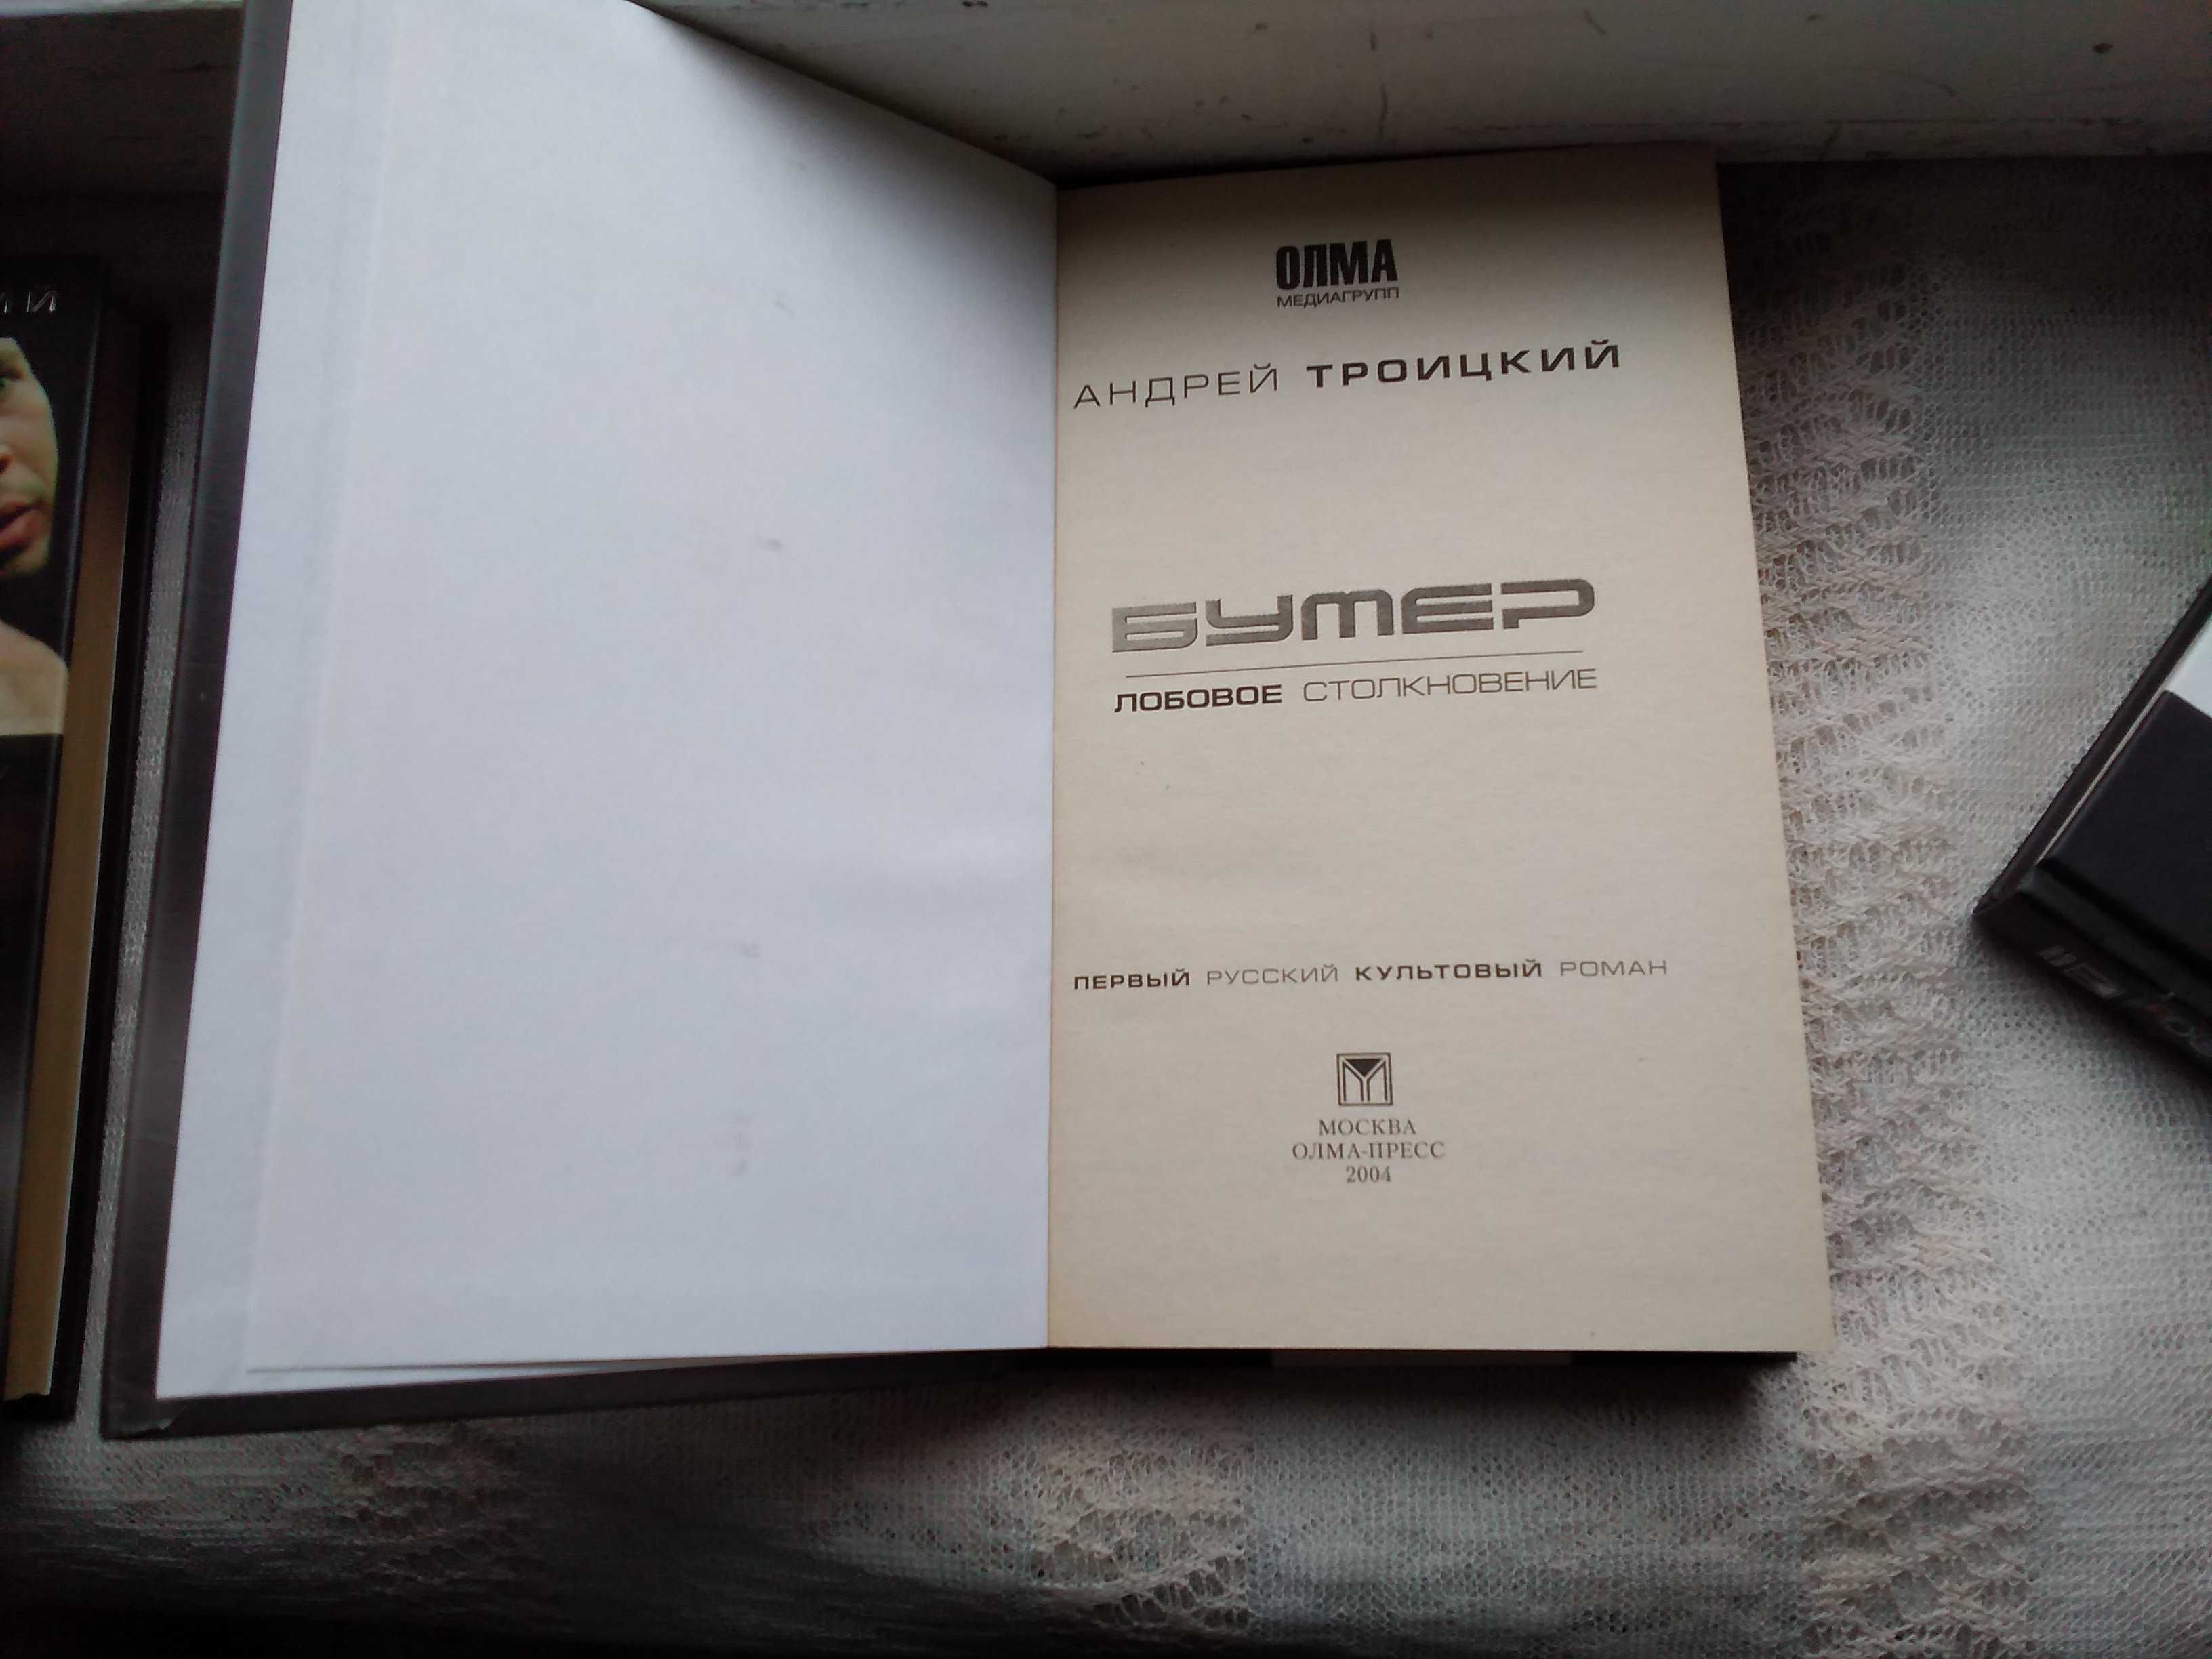 ОЛМА
МЕДИАГРУПП
АНДРЕЙ ТРОИЦКИЙ
БУМЕР
ЛОБОВОЕ СТОЛКНОВЕНИЕ
ПЕРВЫЙ РУССКИЙ КУЛЬТОВЫЙ РОМАН
МОСКВА
ОЛМА-ПРЕСС
2004